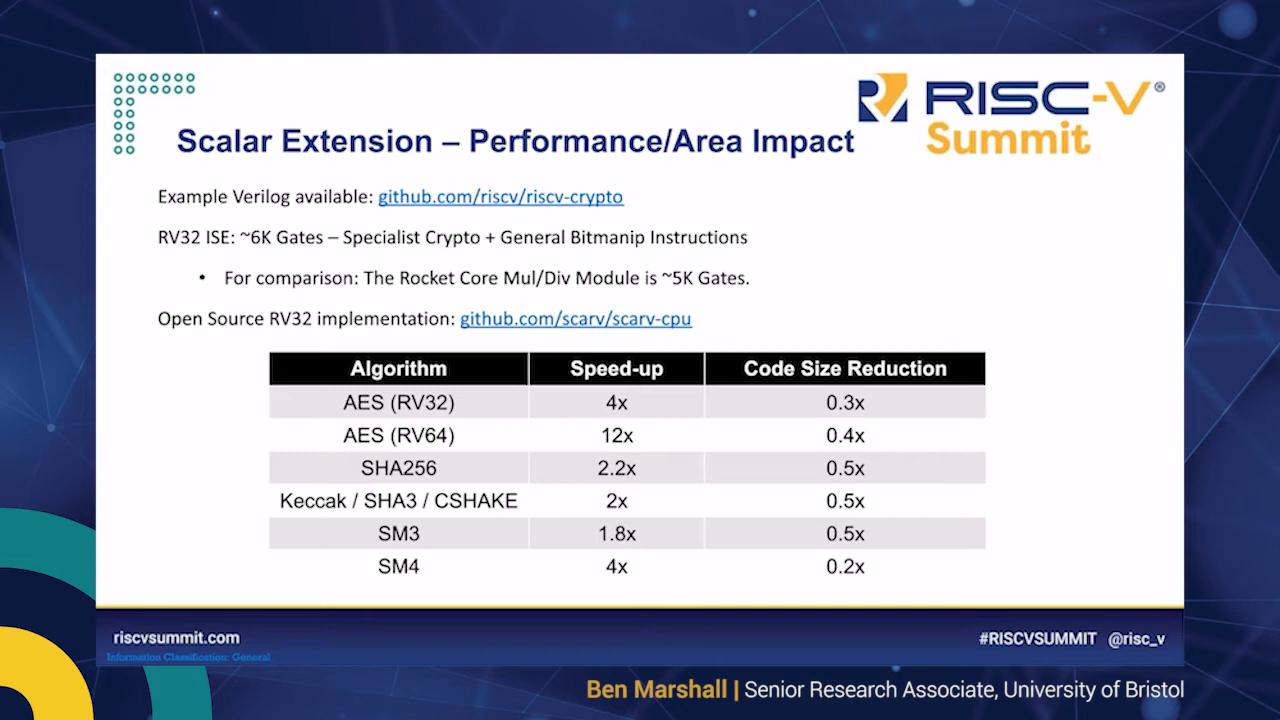 RISC-V®
Summit
Scalar Extension – Performance/Area Impact
Example Verilog available: github.com/riscv/riscv-crypto
RV32 ISE: ~6K Gates – Specialist Crypto + General Bitmanip Instructions
• For comparison: The Rocket Core Mul/Div Module is ~5K Gates.
Open Source RV32 implementation: github.com/scarv/scarv-cpu
Algorithm Speed-up Code Size Reduction
AES (RV32) 4x 0.3x
AES (RV64) 12x 0.4x
SHA256 2.2x 0.5x
Keccak / SHA3 / CSHAKE 2x 0.5x
SM3 1.8x 0.5x
SM4 4x 0.2x
riscvsummit.com #RISCVSUMMIT @risc_v
Information Classification: General
Ben Marshall | Senior Research Associate, University of Bristol